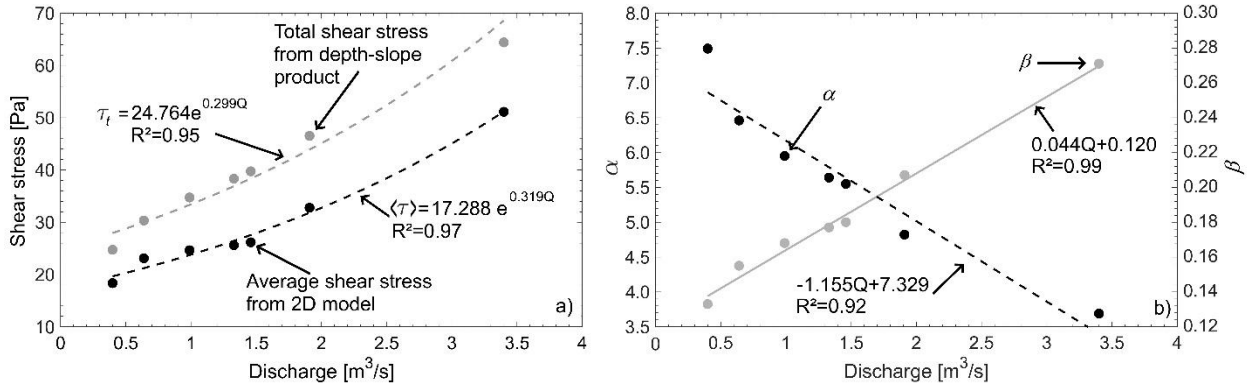 70
60
50
40
30
20
10
Shear stress [Pa]
Total shear stress
from depth-slope
product
τt =24.764e^0.299Q
R²=0.95
⟨τ⟩=17.288 e^0.319Q
R²=0.97
Average shear stress
from 2D model
a)
0 0.5 1 1.5 2 2.5 3 3.5 4
Discharge [m³/s]
8.0
7.5
7.0
6.5
6.0
5.5
5.0
4.5
4.0
3.5
α
α
β
0.044Q+0.120
R²=0.99
-1.155Q+7.329
R²=0.92
b)
0 0.5 1 1.5 2 2.5 3 3.5 4
Discharge [m³/s]
0.30
0.28
0.26
0.24
0.22
0.20
0.18
0.16
0.14
0.12
β